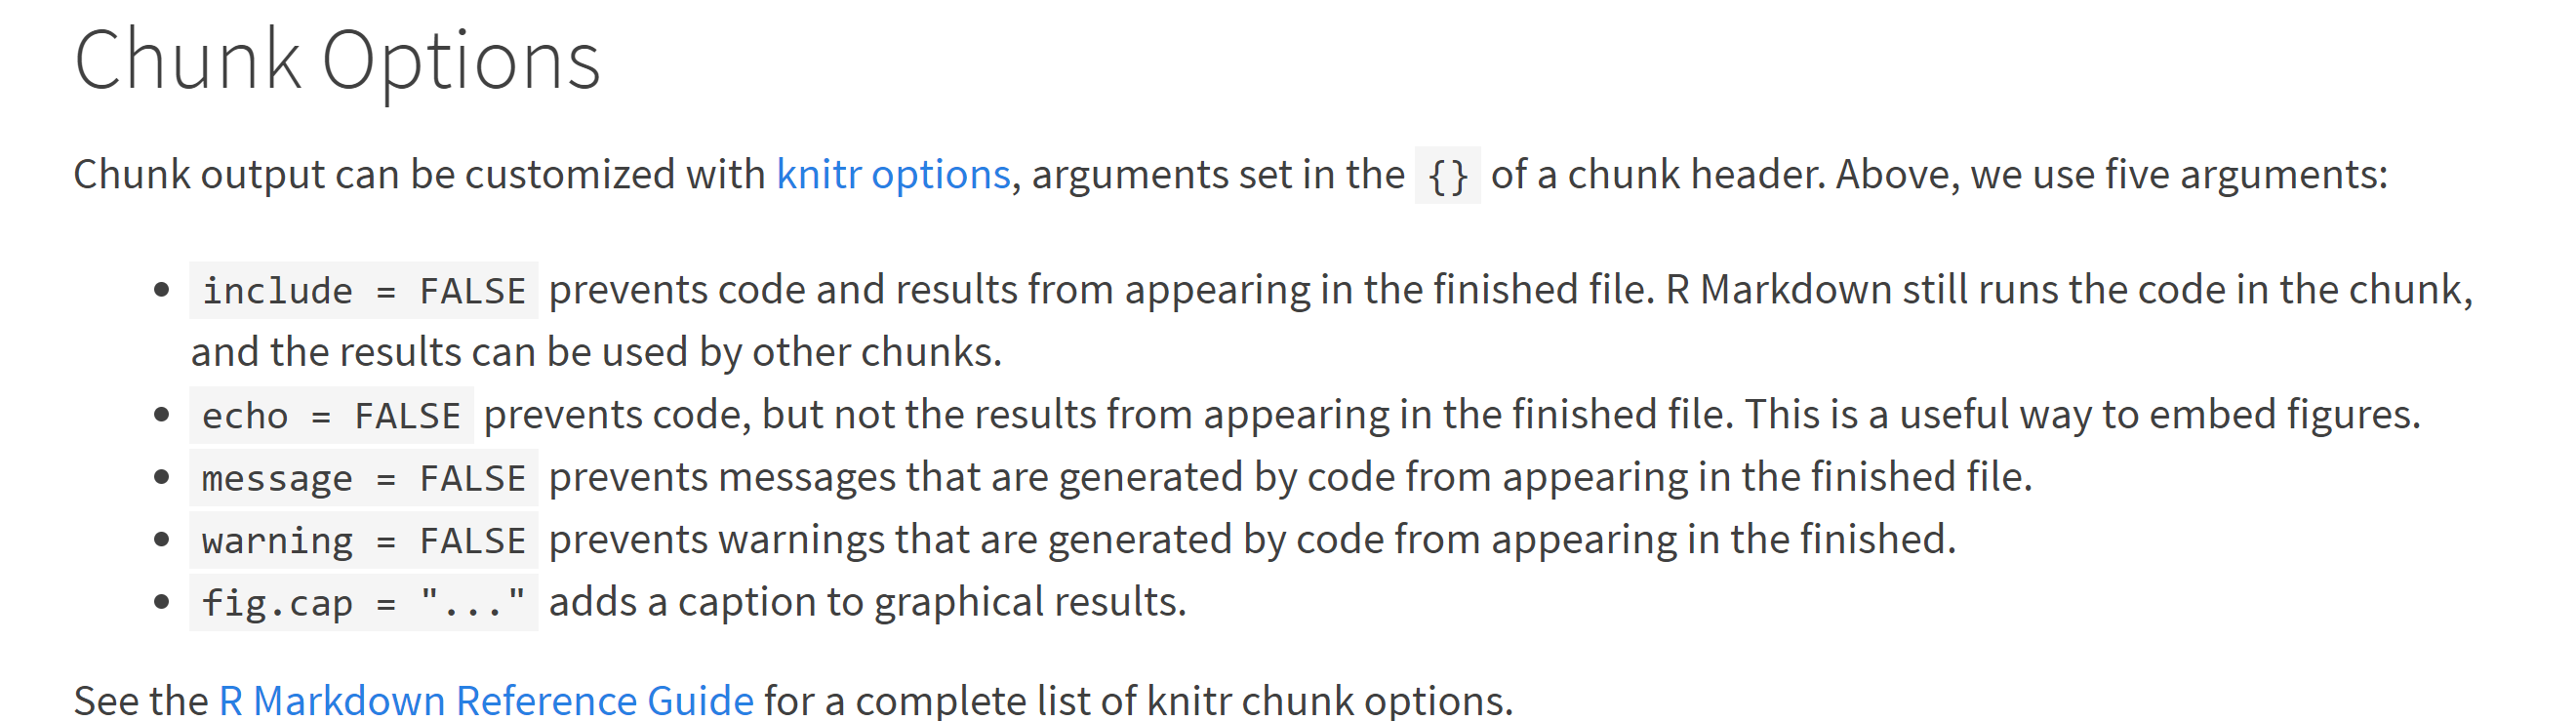 Chunk Options
Chunk output can be customized with knitr options, arguments set in the {} of a chunk header. Above, we use five arguments:
• include = FALSE prevents code and results from appearing in the finished file. R Markdown still runs the code in the chunk,
and the results can be used by other chunks.
• echo = FALSE prevents code, but not the results from appearing in the finished file. This is a useful way to embed figures.
• message = FALSE prevents messages that are generated by code from appearing in the finished file.
• warning = FALSE prevents warnings that are generated by code from appearing in the finished.
• fig.cap = "..." adds a caption to graphical results.
See the R Markdown Reference Guide for a complete list of knitr chunk options.